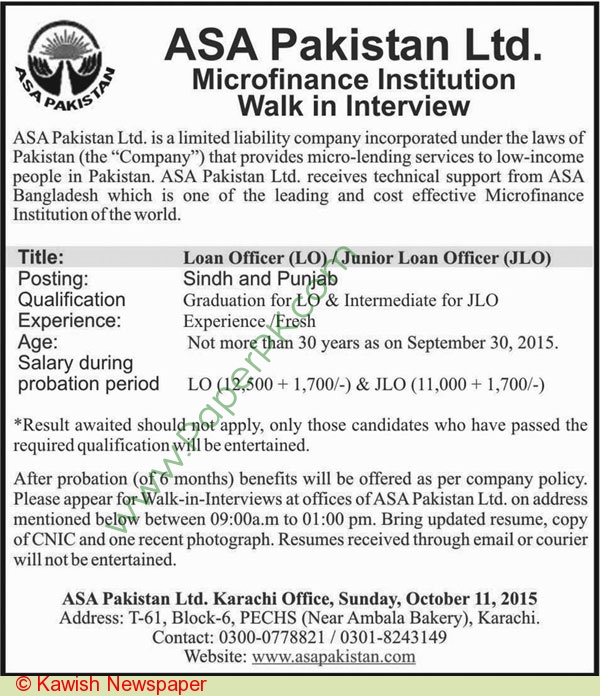 ASA PAKISTAN
ASA Pakistan Ltd.
Microfinance Institution
Walk in Interview
ASA Pakistan Ltd. is a limited liability company incorporated under the laws of
Pakistan (the “Company”) that provides micro-lending services to low-income
people in Pakistan. ASA Pakistan Ltd. receives technical support from ASA
Bangladesh which is one of the leading and cost effective Microfinance
Institution of the world.
Title: Loan Officer (LO) / Junior Loan Officer (JLO)
Posting: Sindh and Punjab
Qualification Graduation for LO & Intermediate for JLO
Experience: Experience /Fresh
Age: Not more than 30 years as on September 30, 2015.
Salary during
probation period LO (12,500 + 1,700/-) & JLO (11,000 + 1,700/-)
*Result awaited should not apply, only those candidates who have passed the
required qualification will be entertained.
After probation (of 6 months) benefits will be offered as per company policy.
Please appear for Walk-in-Interviews at offices of ASA Pakistan Ltd. on address
mentioned below between 09:00a.m to 01:00 pm. Bring updated resume, copy
of CNIC and one recent photograph. Resumes received through email or courier
will not be entertained.
ASA Pakistan Ltd. Karachi Office, Sunday, October 11, 2015
Address: T-61, Block-6, PECHS (Near Ambala Bakery), Karachi.
Contact: 0300-0778821 / 0301-8243149
Website: www.asapakistan.com
www.PaperPk.com
© Kawish Newspaper